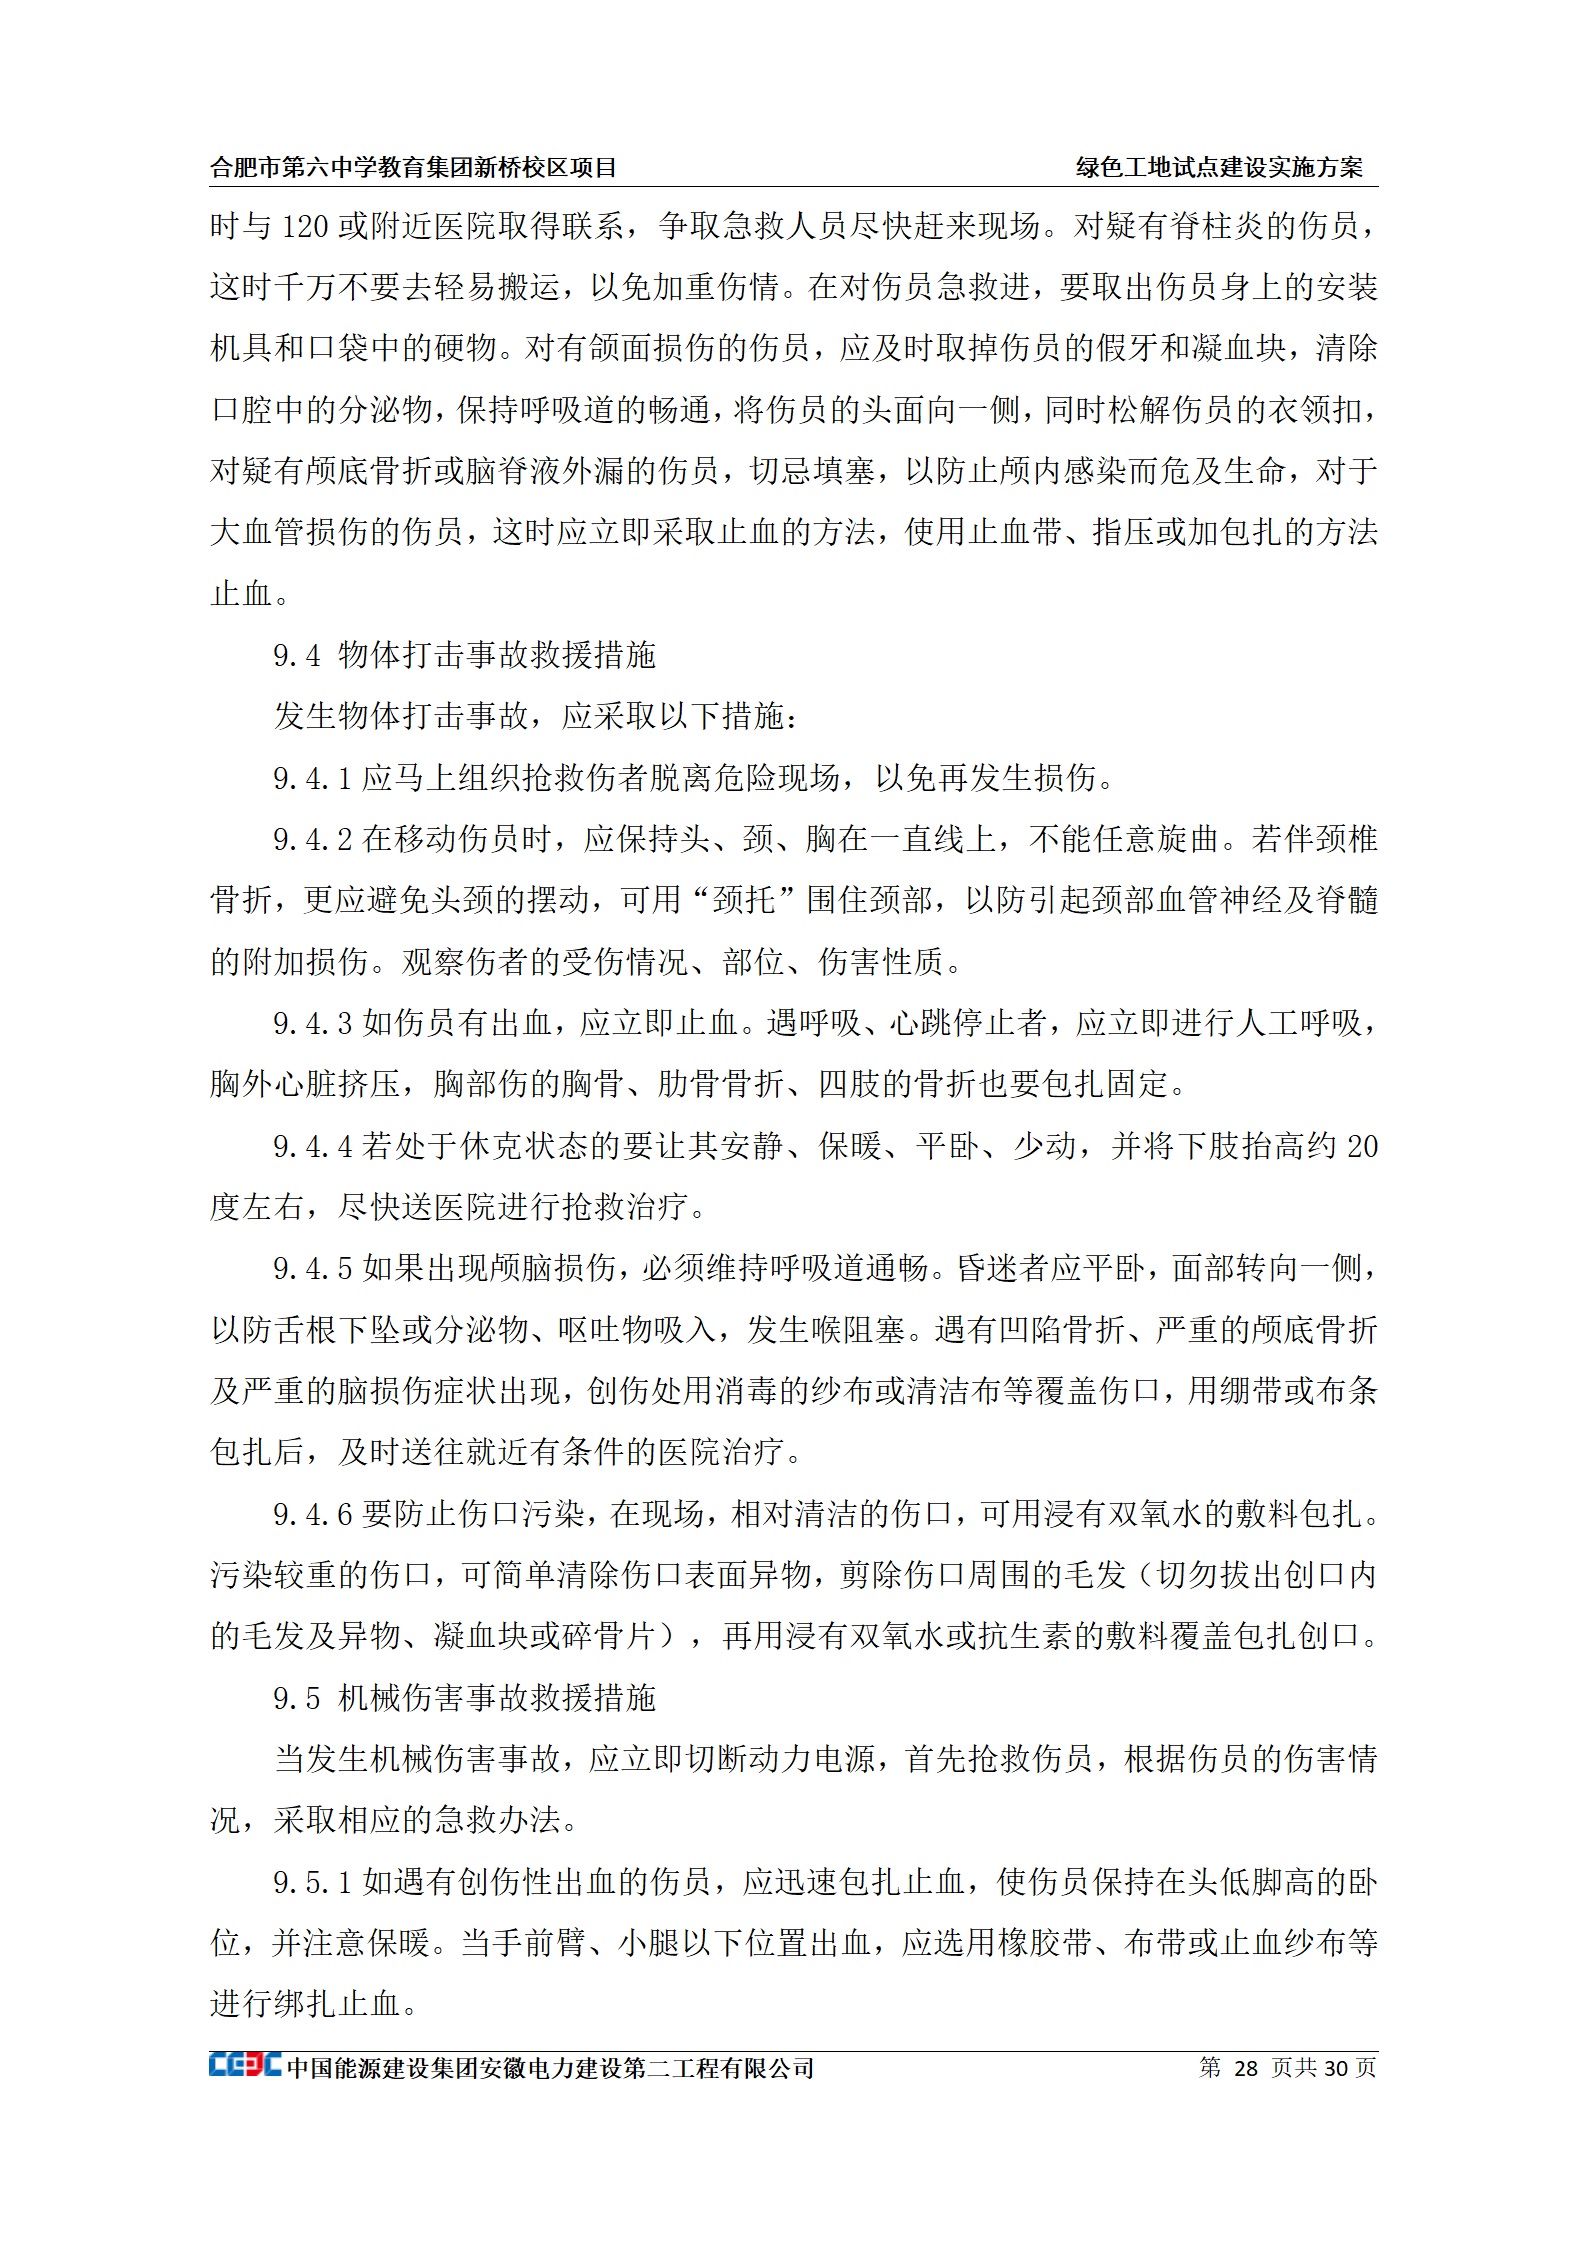 合肥市第六中学教育集团新桥校区项目 绿色工地试点建设实施方案
时与 120 或附近医院取得联系，争取急救人员尽快赶来现场。对疑有脊柱炎的伤员，
这时千万不要去轻易搬运，以免加重伤情。在对伤员急救进，要取出伤员身上的安装
机具和口袋中的硬物。对有颌面损伤的伤员，应及时取掉伤员的假牙和凝血块，清除
口腔中的分泌物，保持呼吸道的畅通，将伤员的头面向一侧，同时松解伤员的衣领扣，
对疑有颅底骨折或脑脊液外漏的伤员，切忌填塞，以防止颅内感染而危及生命，对于
大血管损伤的伤员，这时应立即采取止血的方法，使用止血带、指压或加包扎的方法
止血。
9.4 物体打击事故救援措施
发生物体打击事故，应采取以下措施：
9.4.1 应马上组织抢救伤者脱离危险现场，以免再发生损伤。
9.4.2 在移动伤员时，应保持头、颈、胸在一直线上，不能任意旋曲。若伴颈椎
骨折，更应避免头颈的摆动，可用“颈托”围住颈部，以防引起颈部血管神经及脊髓
的附加损伤。观察伤者的受伤情况、部位、伤害性质。
9.4.3 如伤员有出血，应立即止血。遇呼吸、心跳停止者，应立即进行人工呼吸，
胸外心脏挤压，胸部伤的胸骨、肋骨骨折、四肢的骨折也要包扎固定。
9.4.4 若处于休克状态的要让其安静、保暖、平卧、少动，并将下肢抬高约 20
度左右，尽快送医院进行抢救治疗。
9.4.5 如果出现颅脑损伤，必须维持呼吸道通畅。昏迷者应平卧，面部转向一侧，
以防舌根下坠或分泌物、呕吐物吸入，发生喉阻塞。遇有凹陷骨折、严重的颅底骨折
及严重的脑损伤症状出现，创伤处用消毒的纱布或清洁布等覆盖伤口，用绷带或布条
包扎后，及时送往就近有条件的医院治疗。
9.4.6 要防止伤口污染，在现场，相对清洁的伤口，可用浸有双氧水的敷料包扎。
污染较重的伤口，可简单清除伤口表面异物，剪除伤口周围的毛发（切勿拔出创口内
的毛发及异物、凝血块或碎骨片），再用浸有双氧水或抗生素的敷料覆盖包扎创口。
9.5 机械伤害事故救援措施
当发生机械伤害事故，应立即切断动力电源，首先抢救伤员，根据伤员的伤害情
况，采取相应的急救办法。
9.5.1 如遇有创伤性出血的伤员，应迅速包扎止血，使伤员保持在头低脚高的卧
位，并注意保暖。当手前臂、小腿以下位置出血，应选用橡胶带、布带或止血纱布等
进行绑扎止血。
CEEC 中国能源建设集团安徽电力建设第二工程有限公司 第 28 页共 30 页